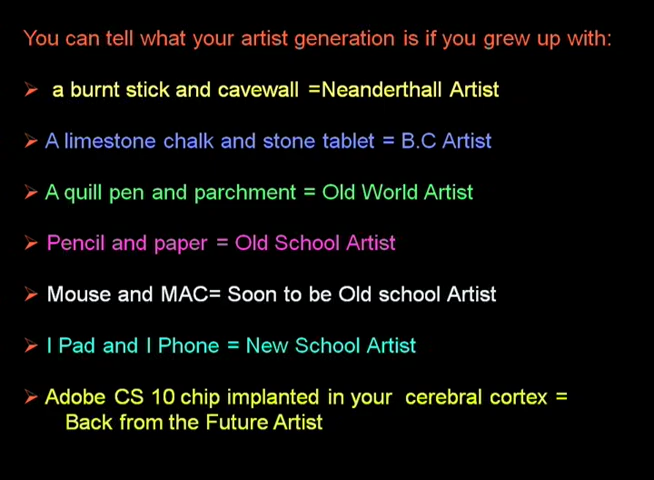 You can tell what your artist generation is if you grew up with:
➢ a burnt stick and cavewall =Neanderthall Artist
➢ A limestone chalk and stone tablet = B.C Artist
➢ A quill pen and parchment = Old World Artist
➢ Pencil and paper = Old School Artist
➢ Mouse and MAC= Soon to be Old school Artist
➢ I Pad and I Phone = New School Artist
➢ Adobe CS 10 chip implanted in your cerebral cortex =
Back from the Future Artist